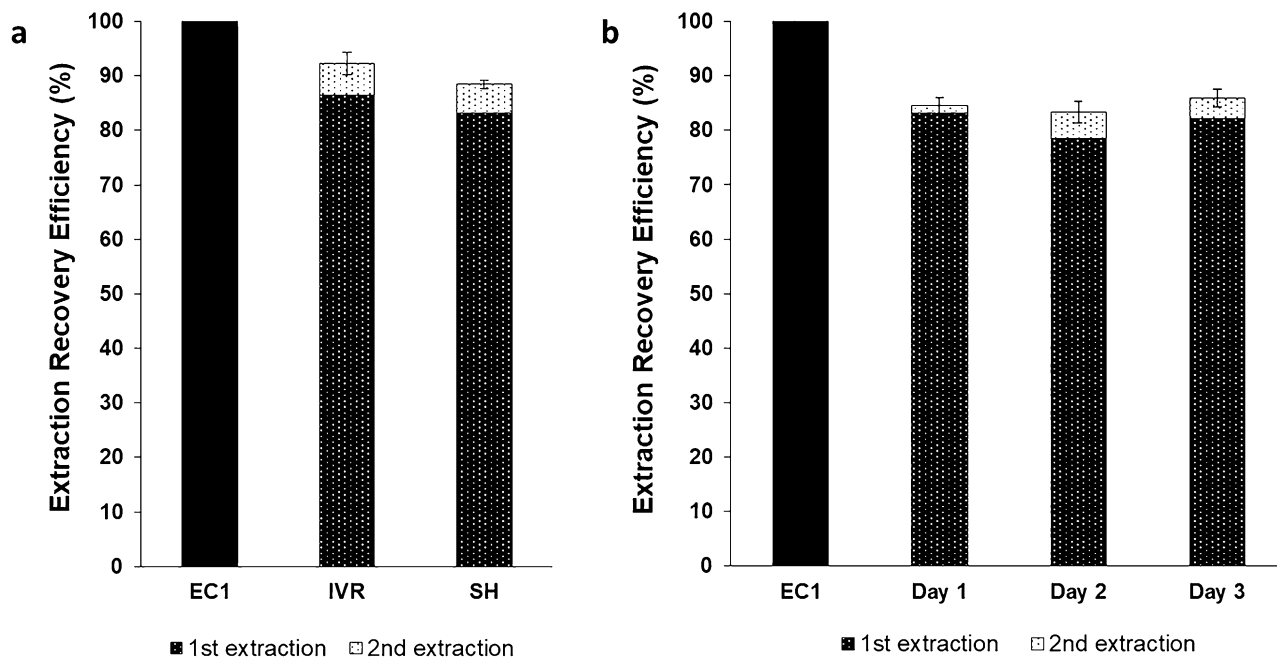 a
Extraction Recovery Efficiency (%)
100
90
80
70
60
50
40
30
20
10
0
EC1 IVR SH
1st extraction 2nd extraction
b
Extraction Recovery Efficiency (%)
100
90
80
70
60
50
40
30
20
10
0
EC1 Day 1 Day 2 Day 3
1st extraction 2nd extraction